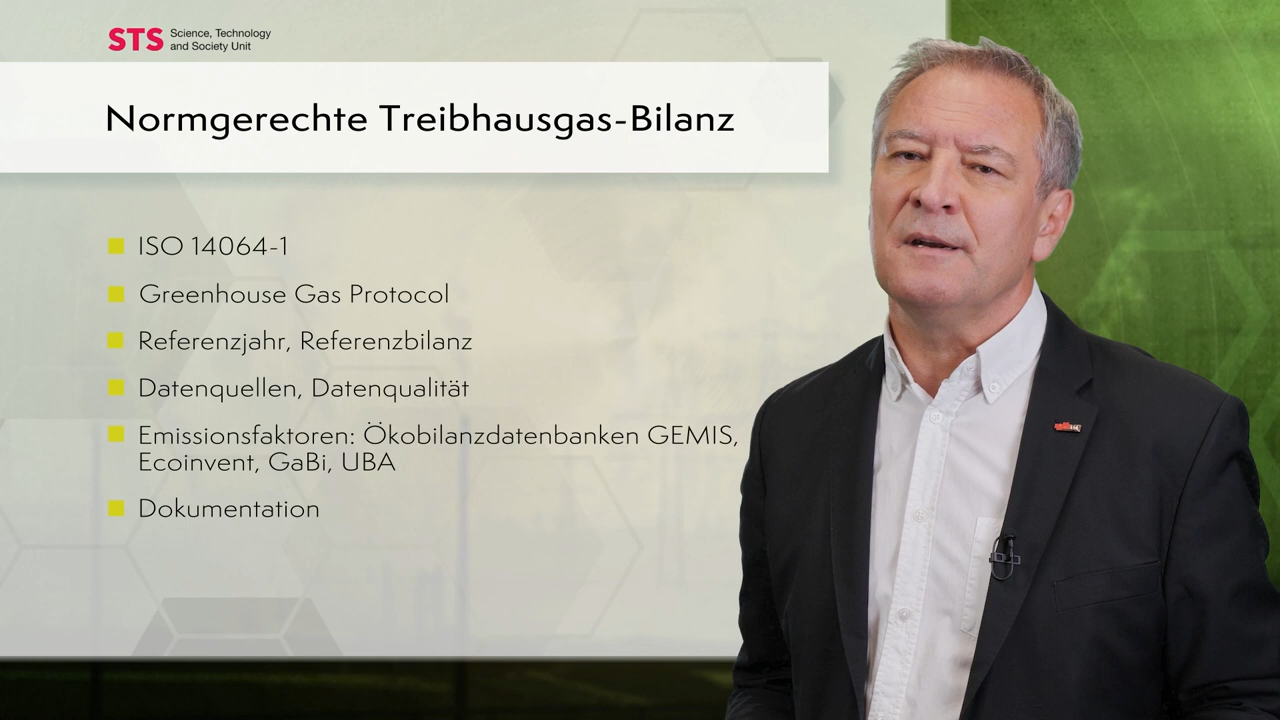 STS Science, Technology
and Society Unit
Normgerechte Treibhausgas-Bilanz
ISO 14064-1
Greenhouse Gas Protocol
Referenzjahr, Referenzbilanz
Datenquellen, Datenqualität
Emissionsfaktoren: Ökobilanzdatenbanken GEMIS,
Ecoinvent, GaBi, UBA
Dokumentation